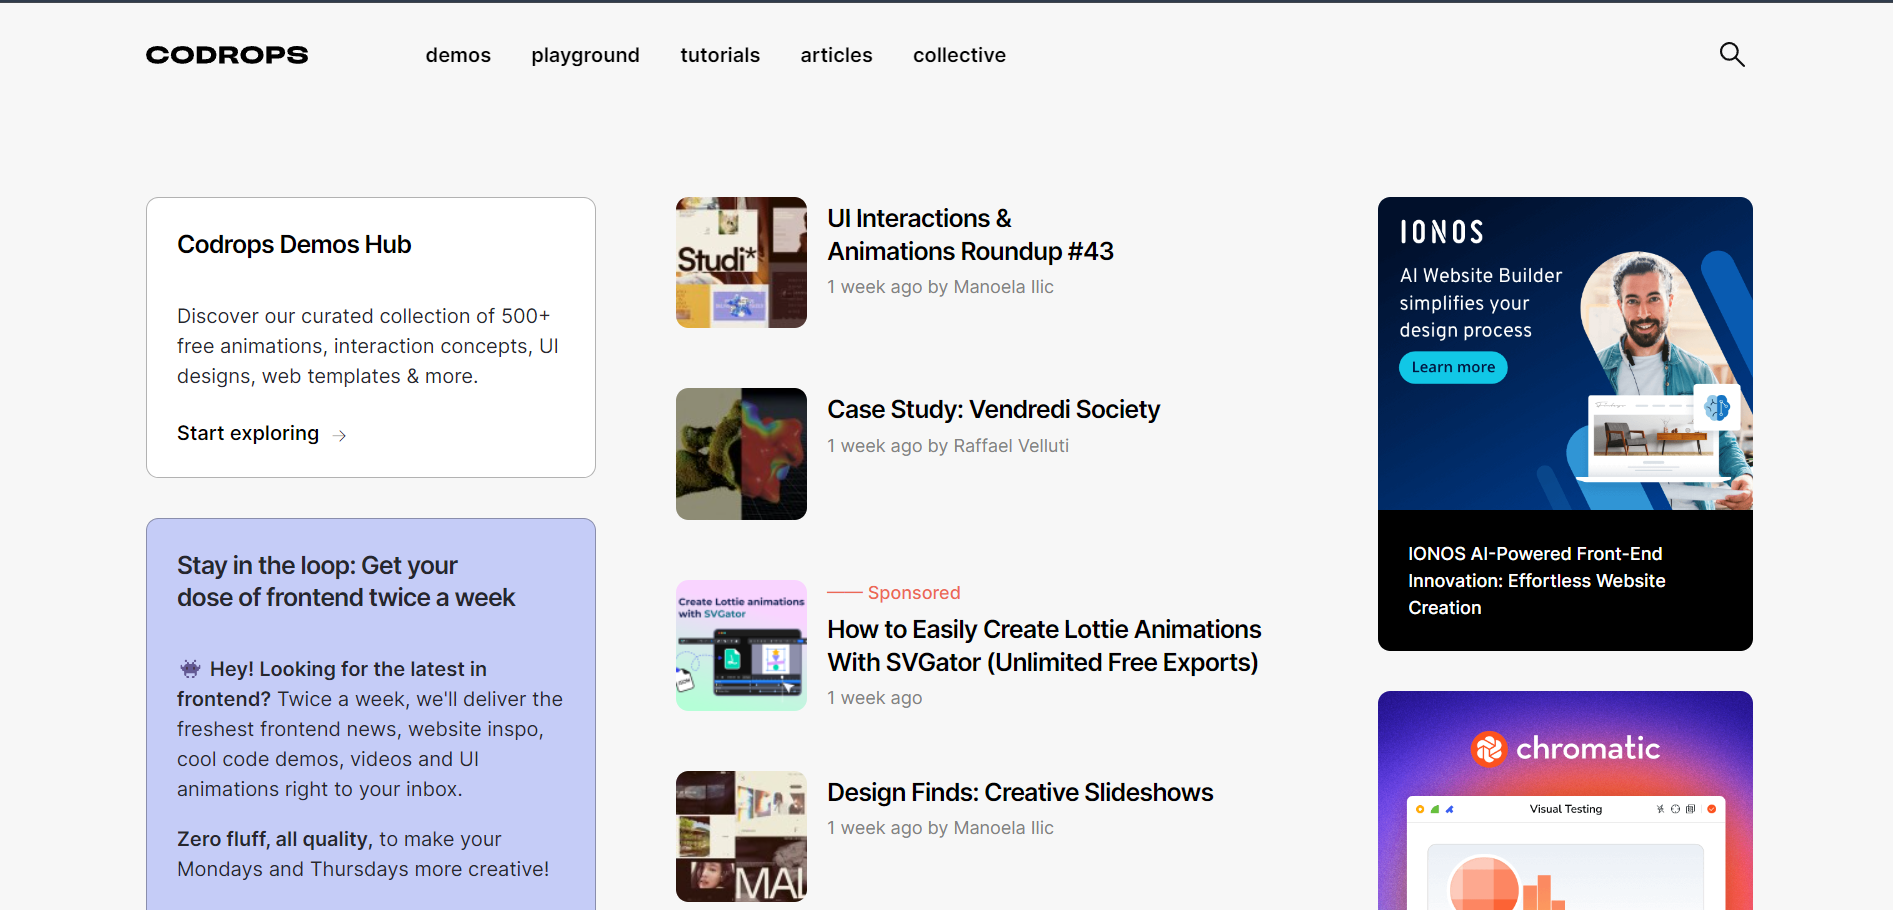 CODROPS
demos
playground
tutorials
articles
collective
Codrops Demos Hub
Discover our curated collection of 500+
free animations, interaction concepts, UI
designs, web templates & more.
Start exploring →
Stay in the loop: Get your
dose of frontend twice a week
👾 Hey! Looking for the latest in
frontend? Twice a week, we'll deliver the
freshest frontend news, website inspo,
cool code demos, videos and UI
animations right to your inbox.
Zero fluff, all quality, to make your
Mondays and Thursdays more creative!
Studi*
UI Interactions &
Animations Roundup #43
1 week ago by Manoela Ilic
Case Study: Vendredi Society
1 week ago by Raffael Velluti
Create Lottie animations
with SVGator
Sponsored
How to Easily Create Lottie Animations
With SVGator (Unlimited Free Exports)
1 week ago
MAL
Design Finds: Creative Slideshows
1 week ago by Manoela Ilic
IONOS
AI Website Builder
simplifies your
design process
Learn more
IONOS AI-Powered Front-End
Innovation: Effortless Website
Creation
chromatic
Visual Testing